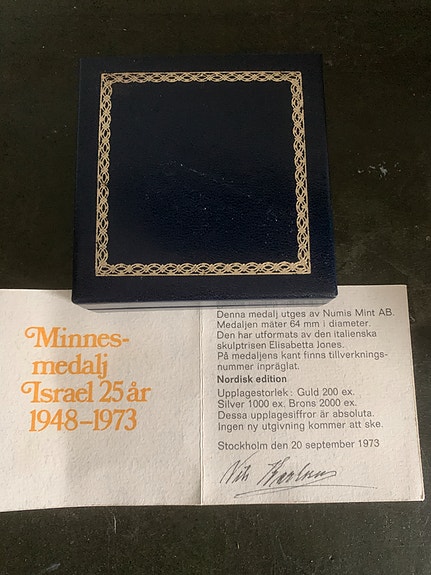 Minnes-
medalj
Israel 25 år
1948–1973
Denna medalj utges av Numis Mint AB.
Medaljen mäter 64 mm i diameter.
Den har utformats av den italienska
skulptrisen Elisabetta Jones.
På medaljens kant finns tillverknings-
nummer inpräglat.
Nordisk edition
Upplagestorlek: Guld 200 ex.
Silver 1000 ex. Brons 2000 ex.
Dessa upplagesiffror är absoluta.
Ingen ny utgivning kommer att ske.
Stockholm den 20 september 1973